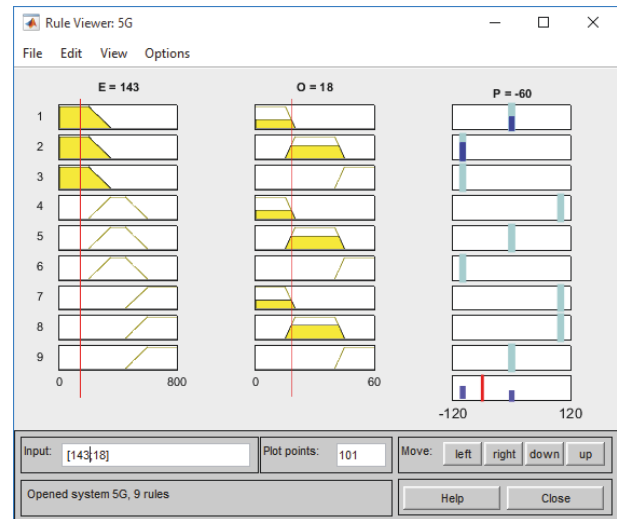 Rule Viewer: 5G
File Edit View Options
E = 143 O = 18 P = -60
1
2
3
4
5
6
7
8
9
0 800 0 60
-120 120
Input: [143;18] Plot points: 101 Move: left right down up
Opened system 5G, 9 rules Help Close